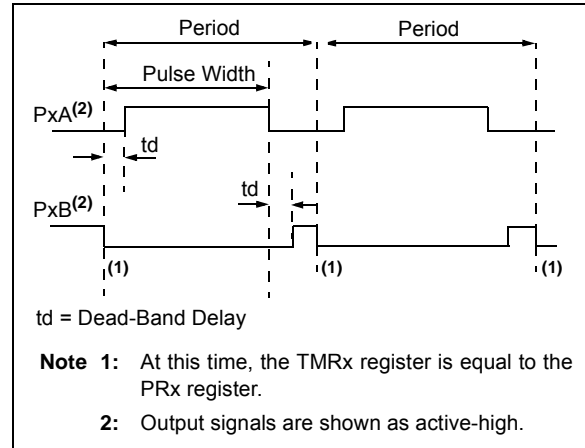 Period Period
Pulse Width
PxA(2)
td
td
PxB(2)
(1) (1) (1)
td = Dead-Band Delay
Note 1: At this time, the TMRx register is equal to the
PRx register.
2: Output signals are shown as active-high.